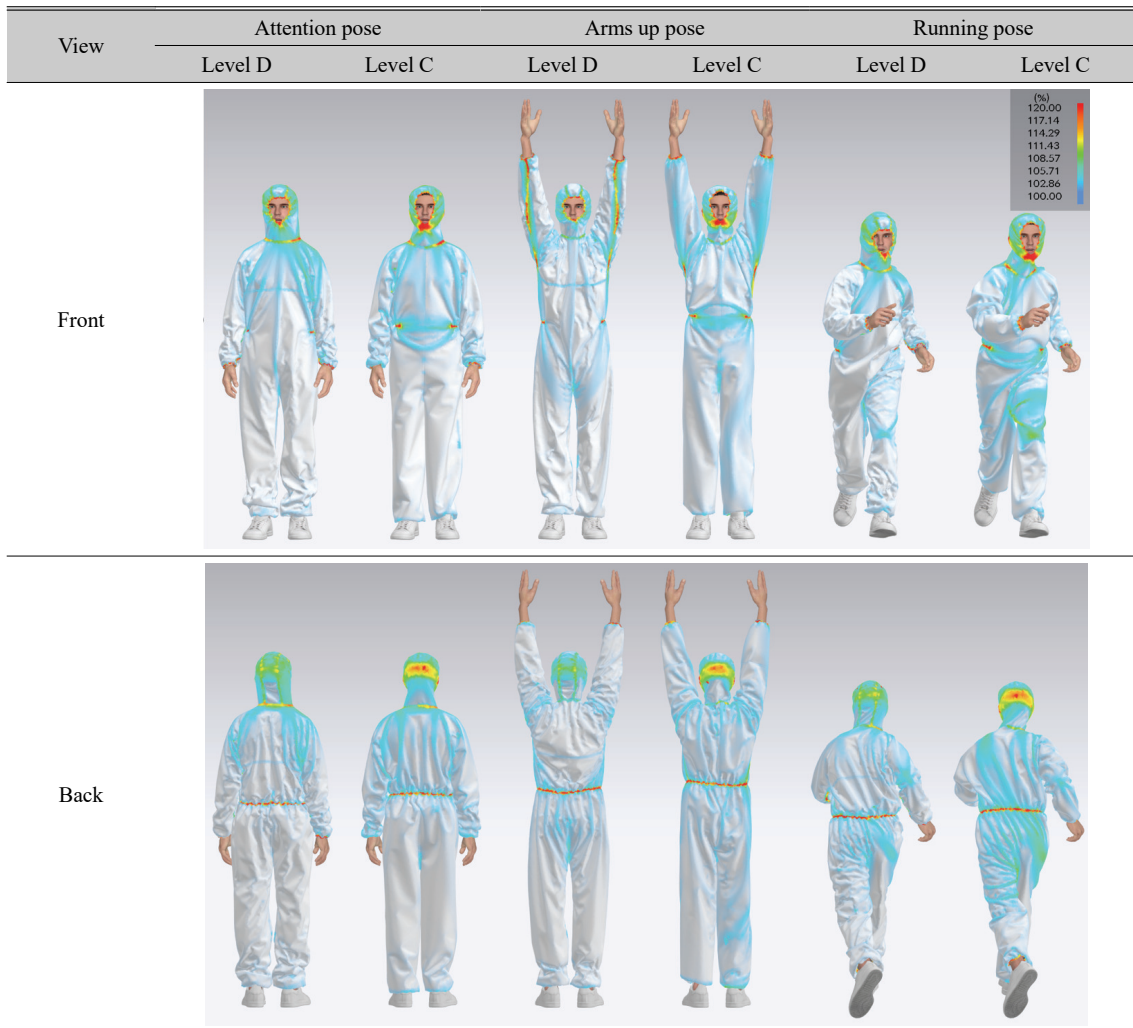 View Attention pose Arms up pose Running pose
Level D Level C Level D Level C Level D Level C
Front
(%)
120.00
117.14
114.29
111.43
108.57
105.71
102.86
100.00
Back